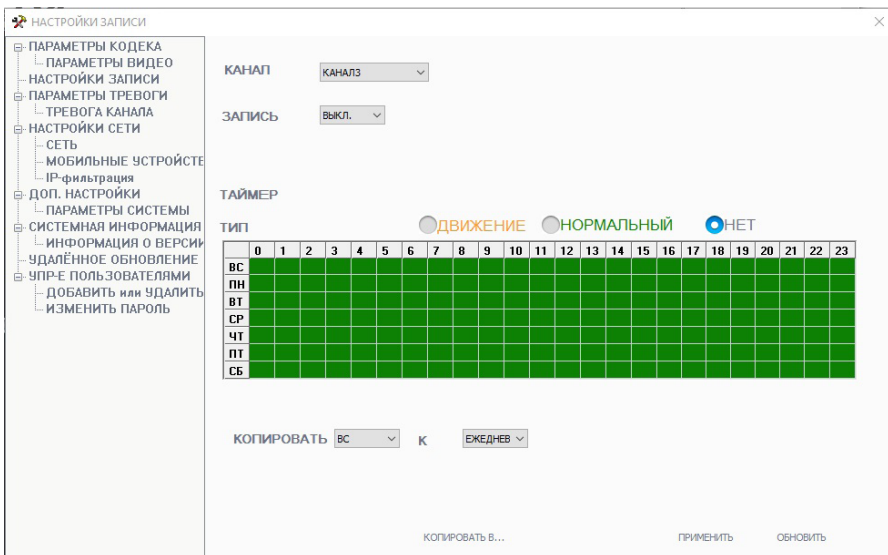 НАСТРОЙКИ ЗАПИСИ
ПАРАМЕТРЫ КОДЕКА
ПАРАМЕТРЫ ВИДЕО
НАСТРОЙКИ ЗАПИСИ
ПАРАМЕТРЫ ТРЕВОГИ
ТРЕВОГА КАНАЛА
НАСТРОЙКИ СЕТИ
СЕТЬ
МОБИЛЬНЫЕ УСТРОЙСТЕ
IP-фильтрация
ДОП. НАСТРОЙКИ
ПАРАМЕТРЫ СИСТЕМЫ
СИСТЕМНАЯ ИНФОРМАЦИЯ
ИНФОРМАЦИЯ О ВЕРСИИ
УДАЛЁННОЕ ОБНОВЛЕНИЕ
УПР-Е ПОЛЬЗОВАТЕЛЯМИ
ДОБАВИТЬ или УДАЛИТЬ
ИЗМЕНИТЬ ПАРОЛЬ
КАНАЛ КАНАЛ3
ЗАПИСЬ ВЫКЛ.
ТАЙМЕР
ТИП ДВИЖЕНИЕ НОРМАЛЬНЫЙ НЕТ
0 1 2 3 4 5 6 7 8 9 10 11 12 13 14 15 16 17 18 19 20 21 22 23
ВС
ПН
ВТ
СР
ЧТ
ПТ
СБ
КОПИРОВАТЬ ВС К ЕЖЕДНЕВ
КОПИРОВАТЬ В... ПРИМЕНИТЬ ОБНОВИТЬ